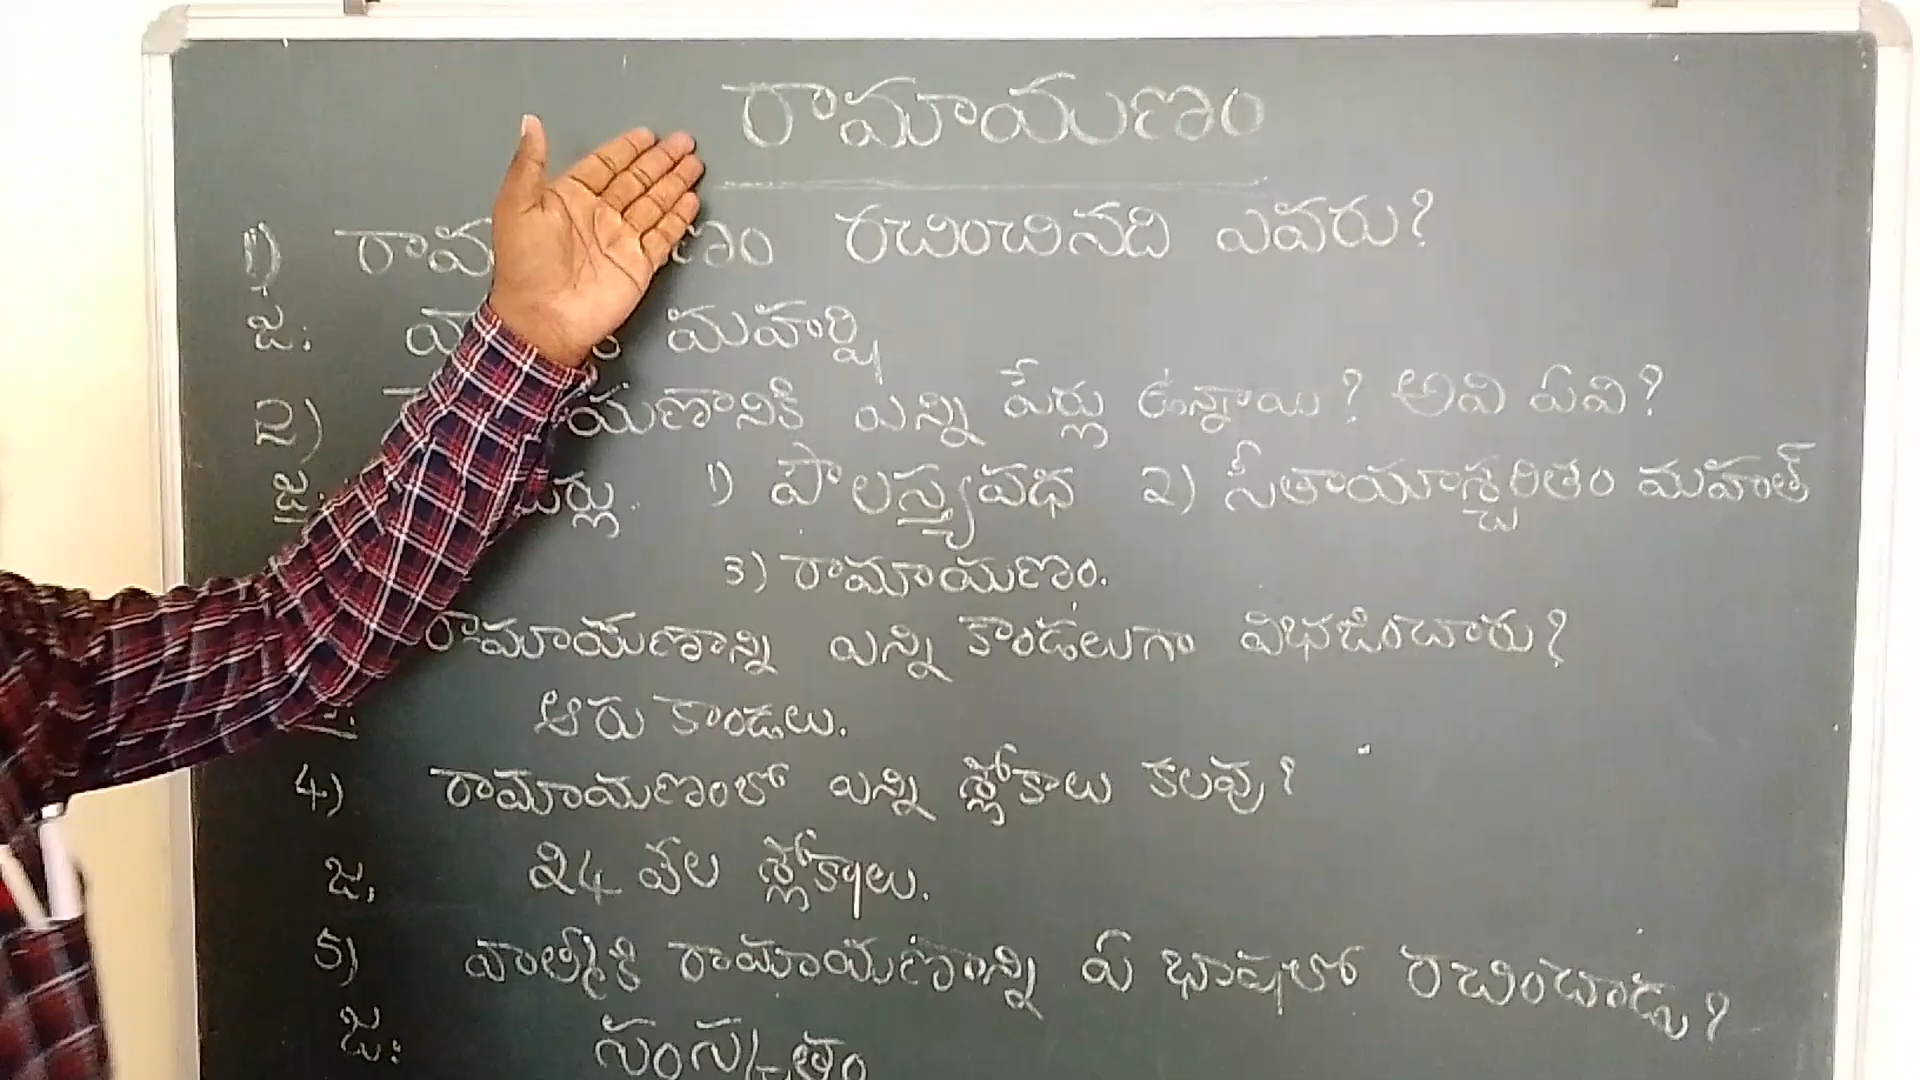 రామాయణం
1) రచించినది ఎవరు?
జ: మహర్షి
2) ఎన్ని పేర్లు ఉన్నాయి? అవి ఏవి?
జ. 1) పౌలస్త్యవధ 2) సీతాయాశ్చరితం మహత్
3) రామాయణం.
రామాయణాన్ని ఎన్ని కాండలుగా విభజించారు?
ఆరు కాండలు.
4) రామాయణంలో ఎన్ని శ్లోకాలు కలవు?
జ. 24 వేల శ్లోకాలు.
5) వాల్మీకి రామాయణాన్ని ఏ భాషలో రచించాడు?
జ: సంస్కృతం